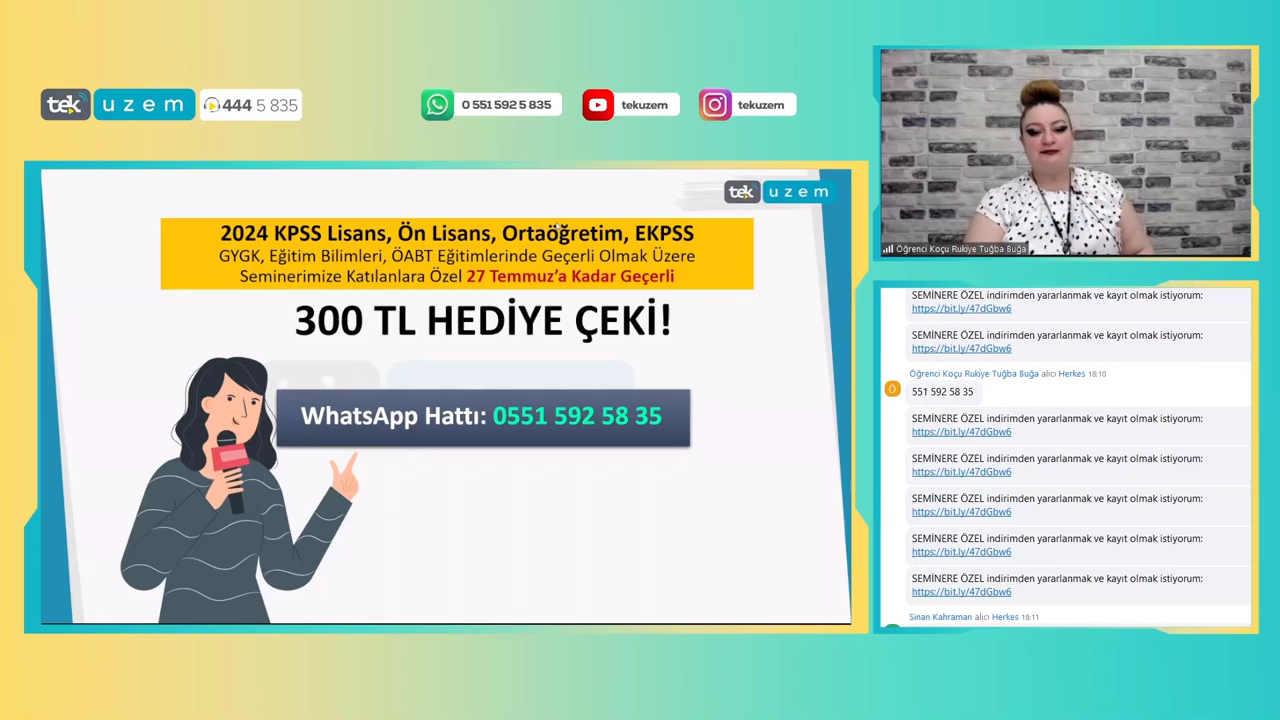 tek uzem 444 5 835
0 551 592 5 835
tekuzem
tekuzem
tek uzem
2024 KPSS Lisans, Ön Lisans, Ortaöğretim, EKPSS
GYGK, Eğitim Bilimleri, ÖABT Eğitimlerinde Geçerli Olmak Üzere
Seminerimize Katılanlara Özel 27 Temmuz’a Kadar Geçerli
300 TL HEDİYE ÇEKİ!
WhatsApp Hattı: 0551 592 58 35
Öğrenci Koçu Rukiye Tuğba Buğa
SEMİNERE ÖZEL indirimden yararlanmak ve kayıt olmak istiyorum:
https://bit.ly/47dGbw6
SEMİNERE ÖZEL indirimden yararlanmak ve kayıt olmak istiyorum:
https://bit.ly/47dGbw6
Öğrenci Koçu Rukiye Tuğba Buğa alıcı Herkes 18:10
Ö
551 592 58 35
SEMİNERE ÖZEL indirimden yararlanmak ve kayıt olmak istiyorum:
https://bit.ly/47dGbw6
SEMİNERE ÖZEL indirimden yararlanmak ve kayıt olmak istiyorum:
https://bit.ly/47dGbw6
SEMİNERE ÖZEL indirimden yararlanmak ve kayıt olmak istiyorum:
https://bit.ly/47dGbw6
SEMİNERE ÖZEL indirimden yararlanmak ve kayıt olmak istiyorum:
https://bit.ly/47dGbw6
SEMİNERE ÖZEL indirimden yararlanmak ve kayıt olmak istiyorum:
https://bit.ly/47dGbw6
Sinan Kahraman alıcı Herkes 18:11